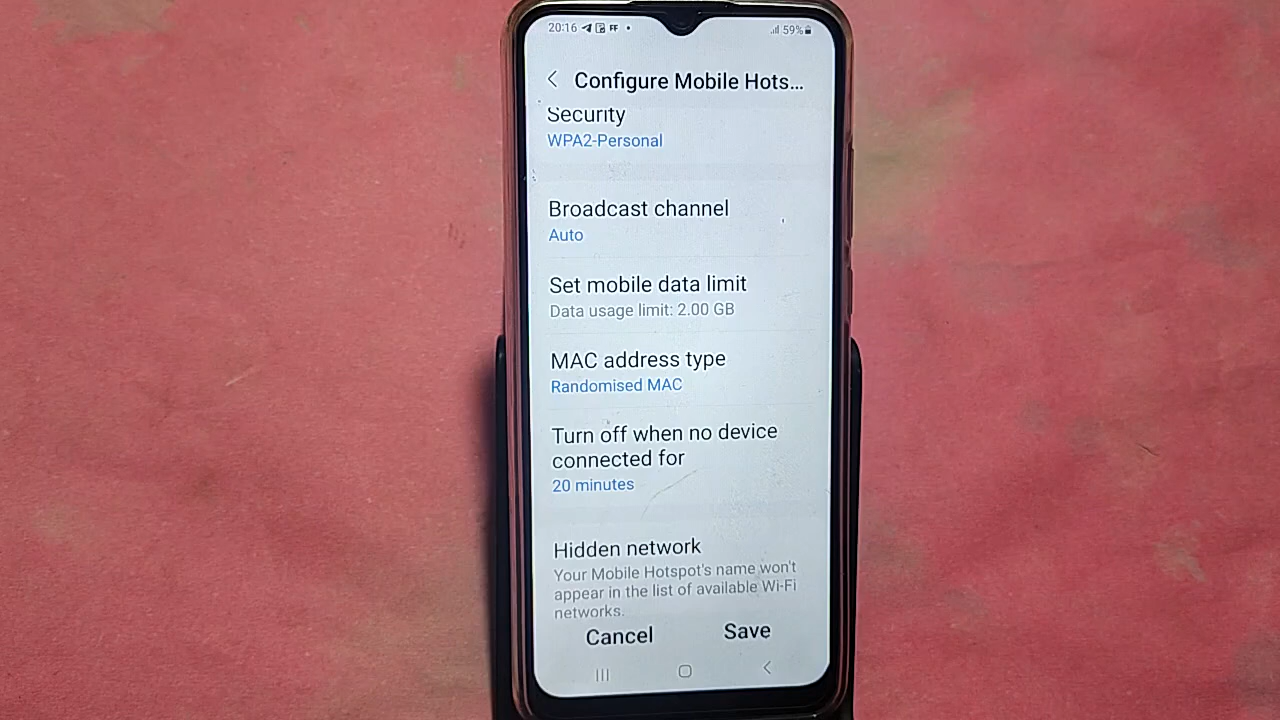 20:16 FF 59%
Configure Mobile Hots...
Security
WPA2-Personal
Broadcast channel
Auto
Set mobile data limit
Data usage limit: 2.00 GB
MAC address type
Randomised MAC
Turn off when no device
connected for
20 minutes
Hidden network
Your Mobile Hotspot's name won't
appear in the list of available Wi-Fi
networks.
Cancel Save